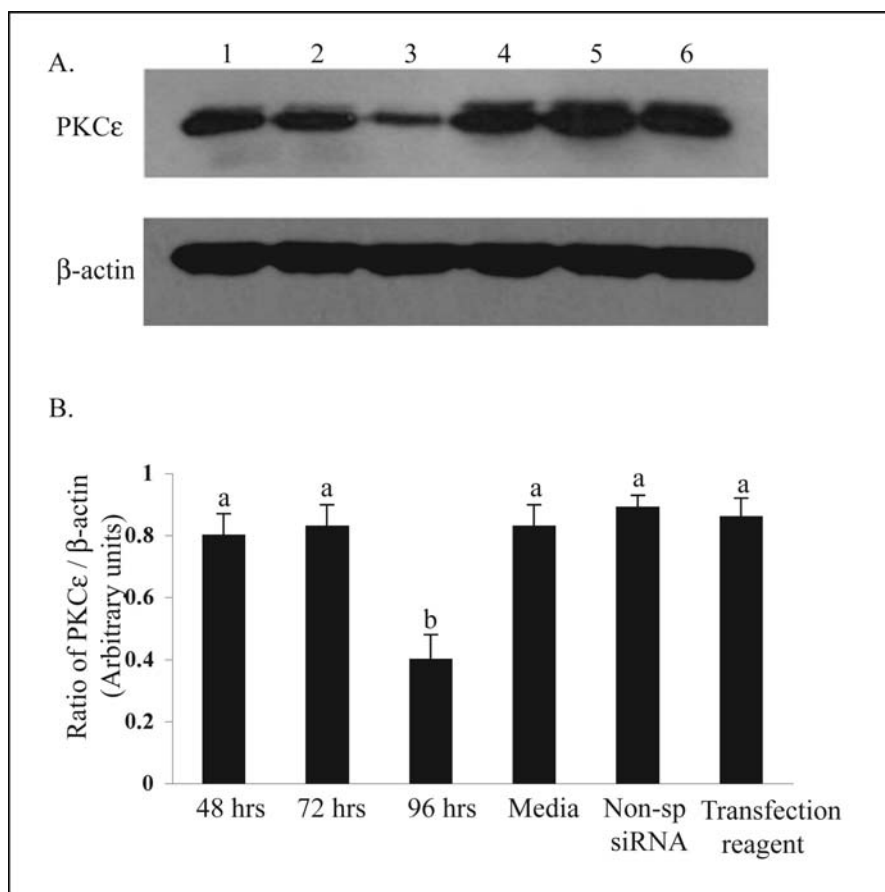 A.
1 2 3 4 5 6
PKCε
β-actin
B.
Ratio of PKCε / β-actin
(Arbitrary units)
1
0.8
0.6
0.4
0.2
0
a a b a a a
48 hrs 72 hrs 96 hrs Media Non-sp siRNA Transfection reagent